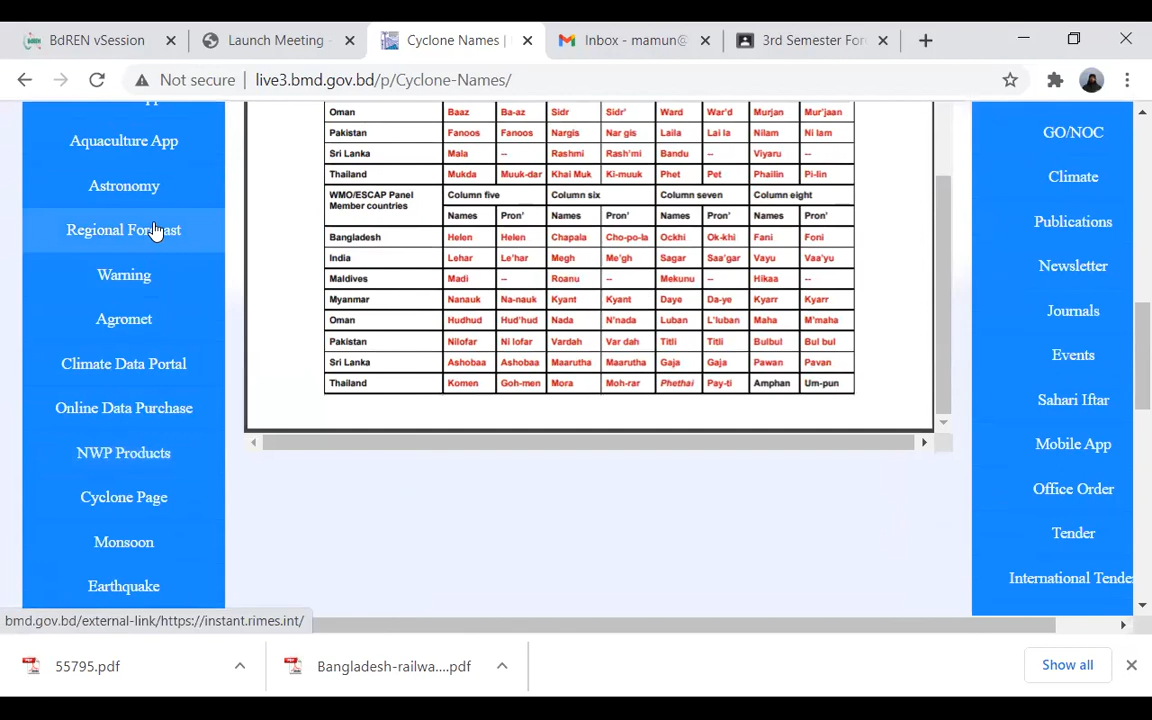 BdREN vSession
Launch Meeting -
Cyclone Names |
Inbox - mamun@
3rd Semester For
Not secure | live3.bmd.gov.bd/p/Cyclone-Names/
Aquaculture App
Astronomy
Regional Forecast
Warning
Agromet
Climate Data Portal
Online Data Purchase
NWP Products
Cyclone Page
Monsoon
Earthquake
Oman Baaz Ba-az Sidr Sidr' Ward War'd Murjan Mur'jaan
Pakistan Fanoos Fanoos Nargis Nar gis Laila Lai la Nilam Ni lam
Sri Lanka Mala -- Rashmi Rash'mi Bandu -- Viyaru --
Thailand Mukda Muuk-dar Khai Muk Ki-muuk Phet Pet Phailin Pi-lin
WMO/ESCAP Panel Member countries Column five Column six Column seven Column eight
Names Pron' Names Pron' Names Pron' Names Pron'
Bangladesh Helen Helen Chapala Cho-po-la Ockhi Ok-khi Fani Foni
India Lehar Le'har Megh Me'gh Sagar Saa'gar Vayu Vaa'yu
Maldives Madi -- Roanu -- Mekunu -- Hikaa --
Myanmar Nanauk Na-nauk Kyant Kyant Daye Da-ye Kyarr Kyarr
Oman Hudhud Hud'hud Nada N'nada Luban L'luban Maha M'maha
Pakistan Nilofar Ni lofar Vardah Var dah Titli Titli Bulbul Bul bul
Sri Lanka Ashobaa Ashobaa Maarutha Maarutha Gaja Gaja Pawan Pavan
Thailand Komen Goh-men Mora Moh-rar Phethai Pay-ti Amphan Um-pun
GO/NOC
Climate
Publications
Newsletter
Journals
Events
Sahari Iftar
Mobile App
Office Order
Tender
International Tende
bmd.gov.bd/external-link/https://instant.rimes.int/
55795.pdf
Bangladesh-railwa....pdf
Show all